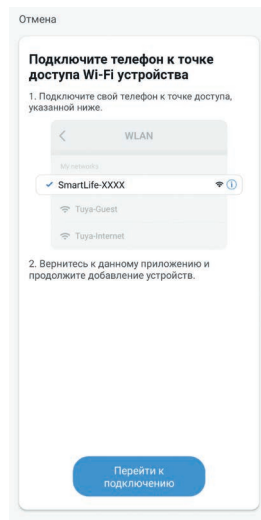 Отмена
Подключите телефон к точке
доступа Wi-Fi устройства
1. Подключите свой телефон к точке доступа,
указанной ниже.
WLAN
My networks
SmartLife-XXXX
Tuya-Guest
Tuya-Internet
2. Вернитесь к данному приложению и
продолжите добавление устройств.
Перейти к
подключению